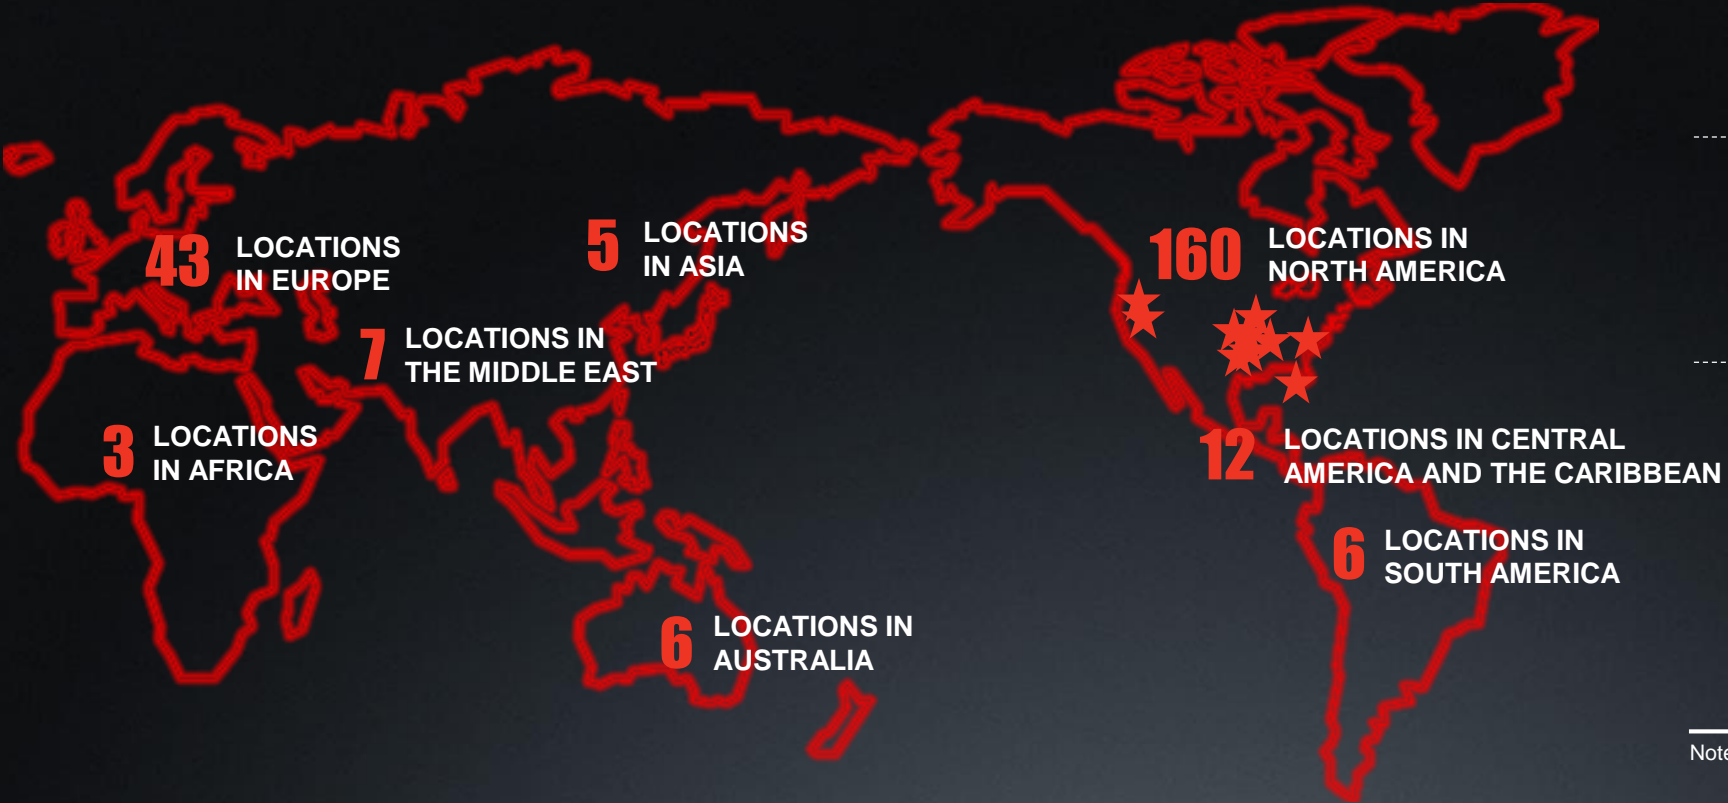 43 LOCATIONS
IN EUROPE
5 LOCATIONS
IN ASIA
160 LOCATIONS IN
NORTH AMERICA
7 LOCATIONS IN
THE MIDDLE EAST
3 LOCATIONS
IN AFRICA
12 LOCATIONS IN CENTRAL
AMERICA AND THE CARIBBEAN
6 LOCATIONS IN
SOUTH AMERICA
6 LOCATIONS IN
AUSTRALIA
Note